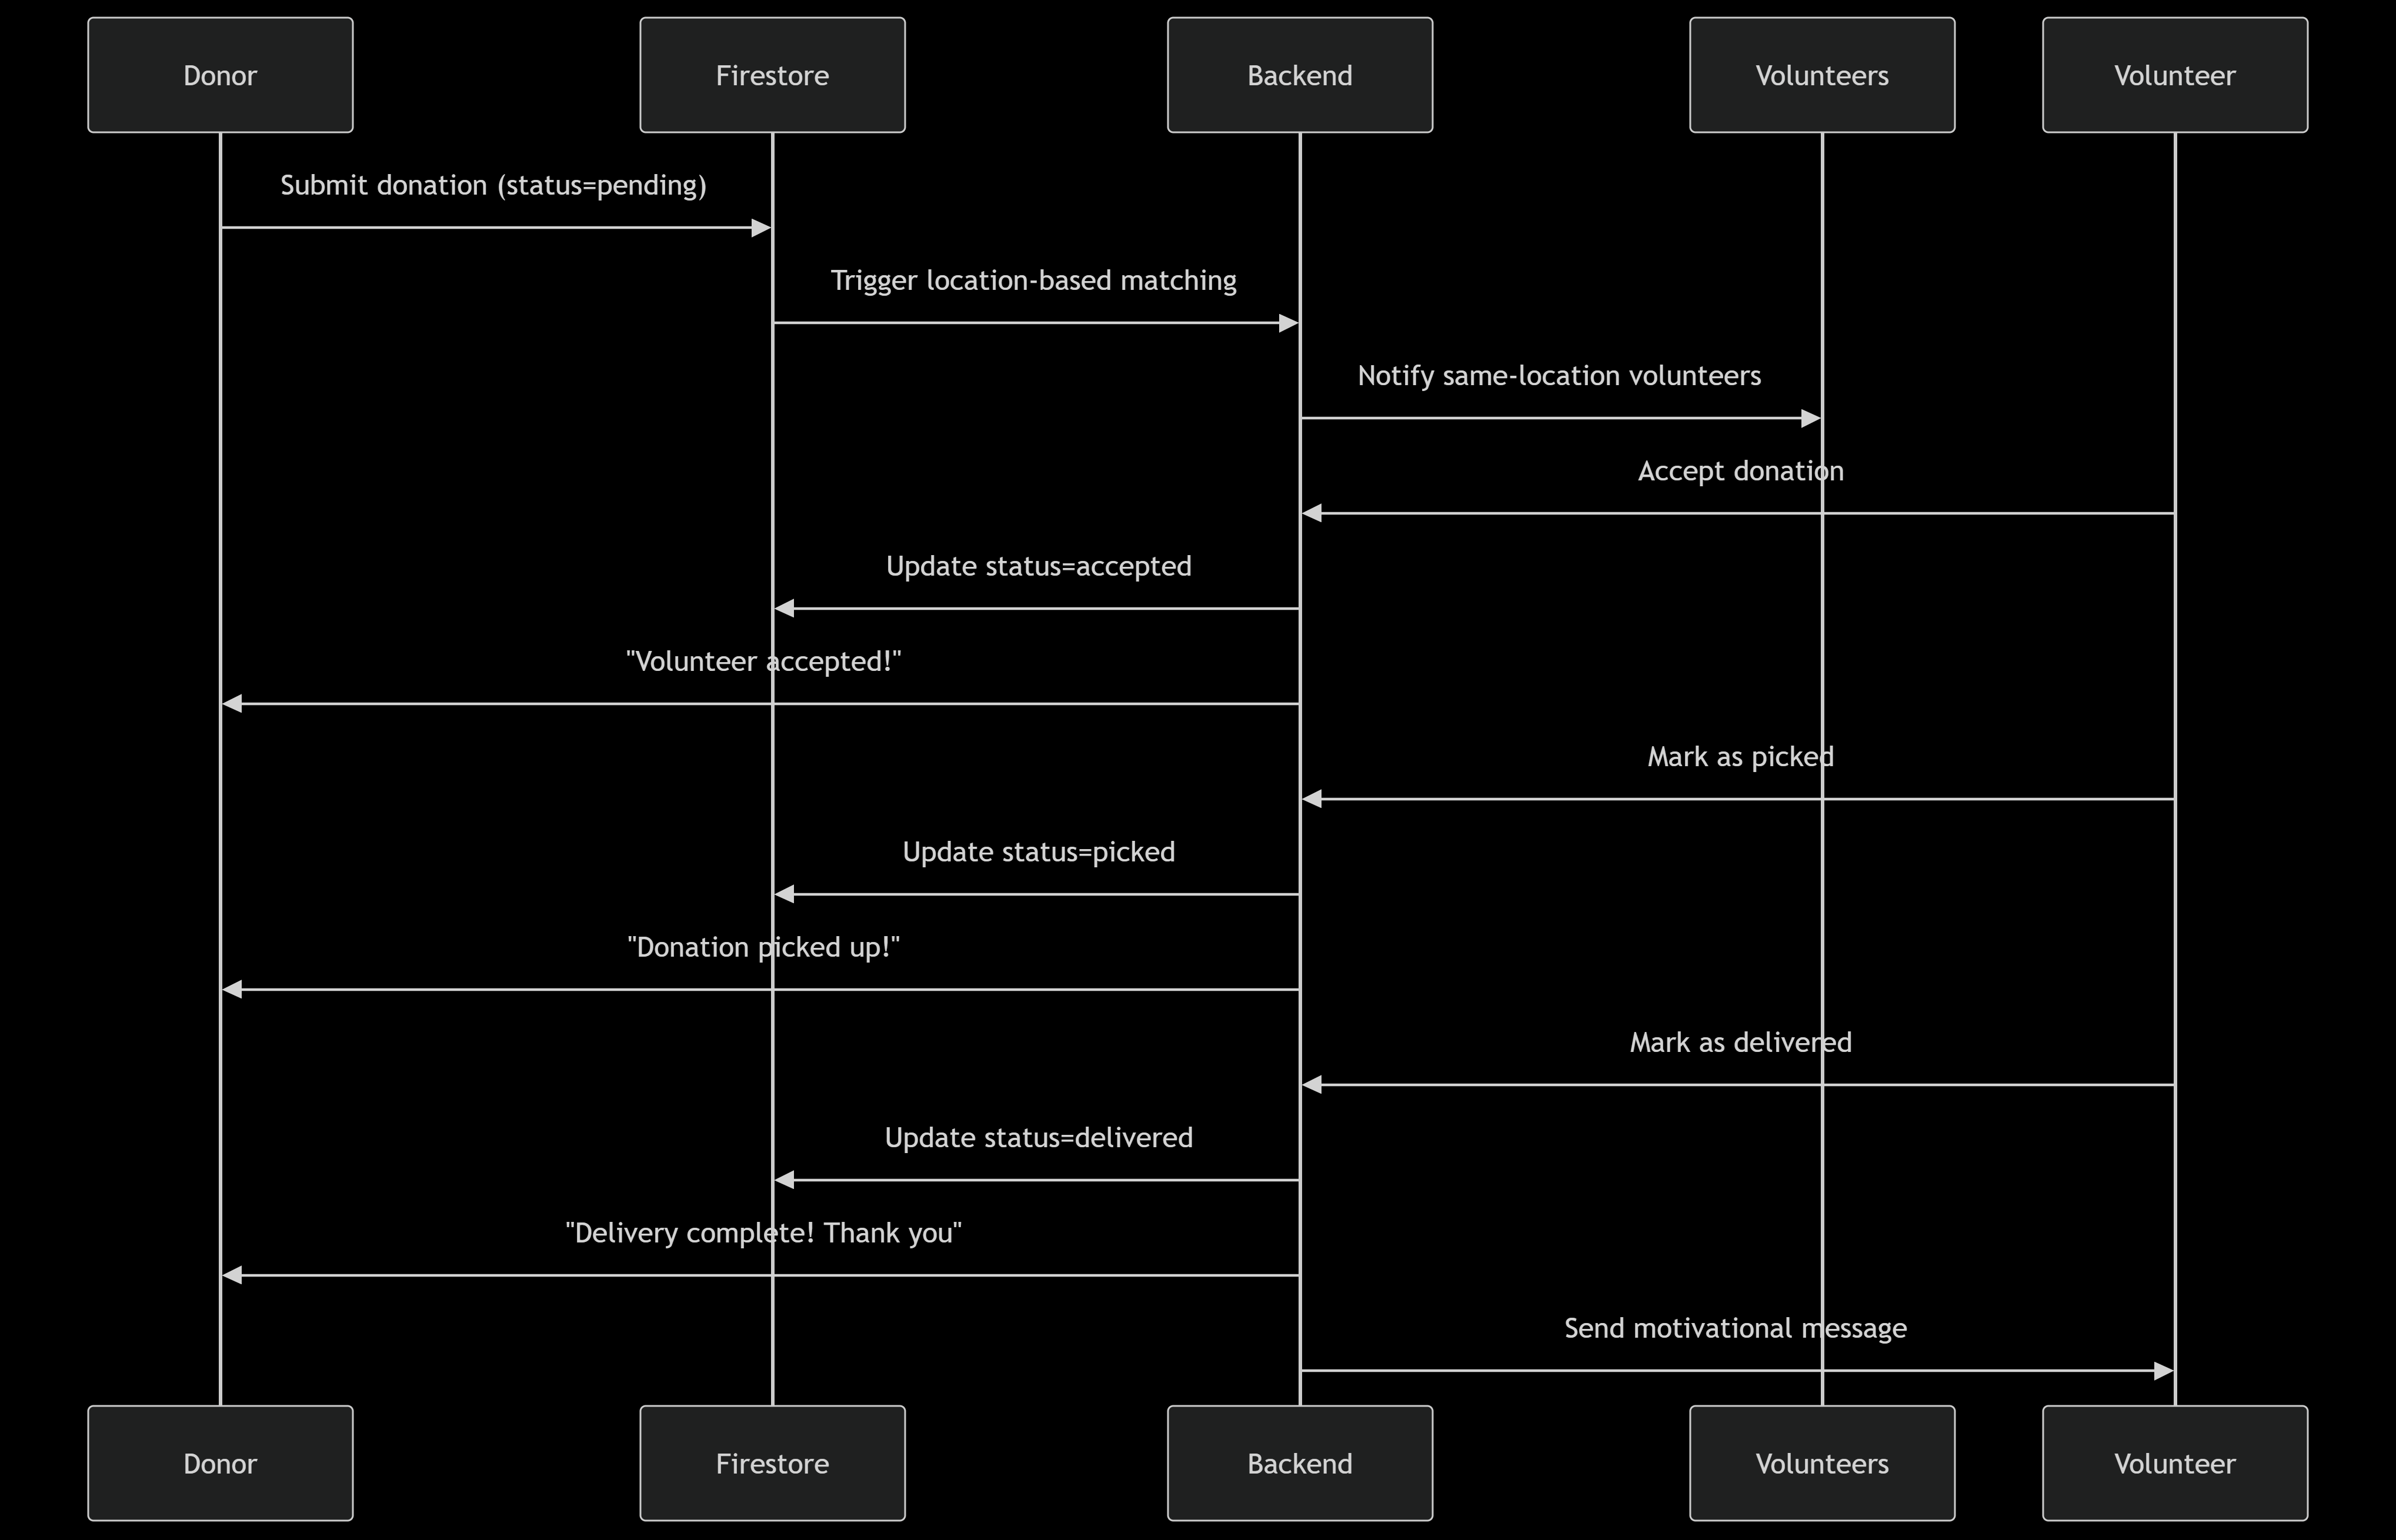 Donor
Firestore
Backend
Volunteers
Volunteer
Submit donation (status=pending)
Trigger location-based matching
Notify same-location volunteers
Accept donation
Update status=accepted
"Volunteer accepted!"
Mark as picked
Update status=picked
"Donation picked up!"
Mark as delivered
Update status=delivered
"Delivery complete! Thank you"
Send motivational message
Donor
Firestore
Backend
Volunteers
Volunteer